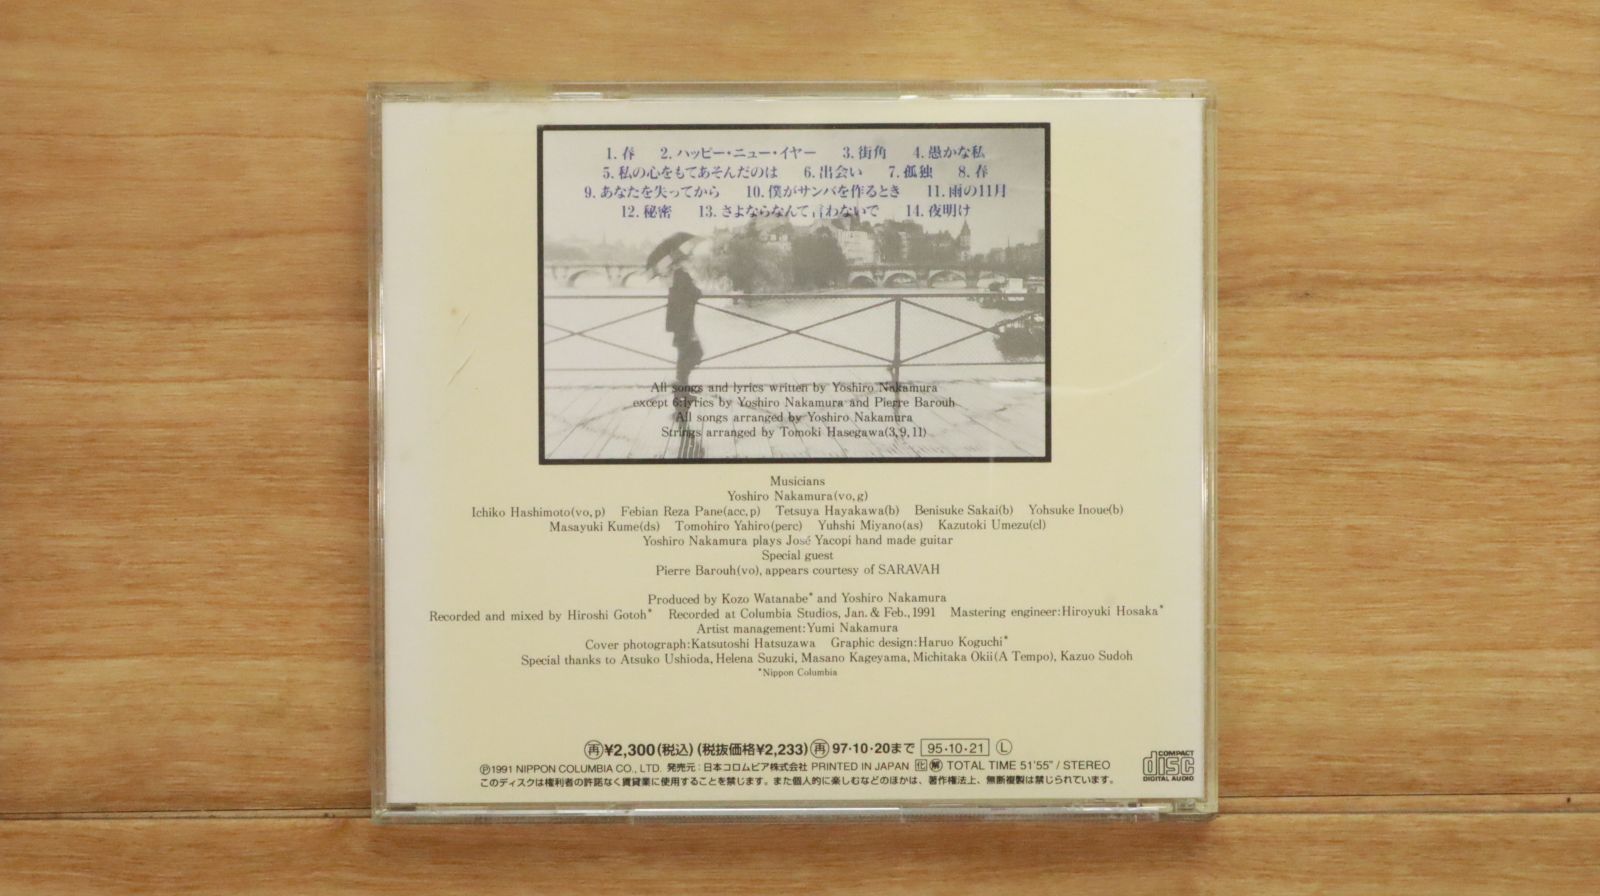 1. 春　2. ハッピー・ニュー・イヤー　3. 街角　4. 愚かな私
5. 私の心をもてあそんだのは　6. 出会い　7. 孤独　8. 春
9. あなたを失ってから　10. 僕がサンバを作るとき　11. 雨の11月
12. 秘密　13. さよならなんて言わないで　14. 夜明け
All songs and lyrics written by Yoshiro Nakamura
except 6:lyrics by Yoshiro Nakamura and Pierre Barouh
All songs arranged by Yoshiro Nakamura
Strings arranged by Tomoki Hasegawa(3, 9, 11)
Musicians
Yoshiro Nakamura(vo, g)
Ichiko Hashimoto(vo, p)　Febian Reza Pane(acc, p)　Tetsuya Hayakawa(b)　Benisuke Sakai(b)　Yohsuke Inoue(b)
Masayuki Kume(ds)　Tomohiro Yahiro(perc)　Yuhshi Miyano(as)　Kazutoki Umezu(cl)
Yoshiro Nakamura plays José Yacopi hand made guitar
Special guest
Pierre Barouh(vo), appears courtesy of SARAVAH
Produced by Kozo Watanabe* and Yoshiro Nakamura
Recorded and mixed by Hiroshi Gotoh*　Recorded at Columbia Studios, Jan. & Feb., 1991　Mastering engineer:Hiroyuki Hosaka*
Artist management:Yumi Nakamura
Cover photograph:Katsutoshi Hatsuzawa　Graphic design:Haruo Koguchi*
Special thanks to Atsuko Ushioda, Helena Suzuki, Masano Kageyama, Michitaka Okii(A Tempo), Kazuo Sudoh
*Nippon Columbia
㊢¥2,300(税込)(税抜価格¥2,233)㊢97・10・20まで 95・10・21 Ⓛ
Ⓟ1991 NIPPON COLUMBIA CO., LTD. 発売元：日本コロムビア株式会社 PRINTED IN JAPAN TOTAL TIME 51'55" / STEREO
このディスクは権利者の許諾なく賃貸業に使用することを禁じます。また個人的に楽しむなどのほかは、著作権法上、無断複製は禁じられています。
COMPACT
disc
DIGITAL AUDIO